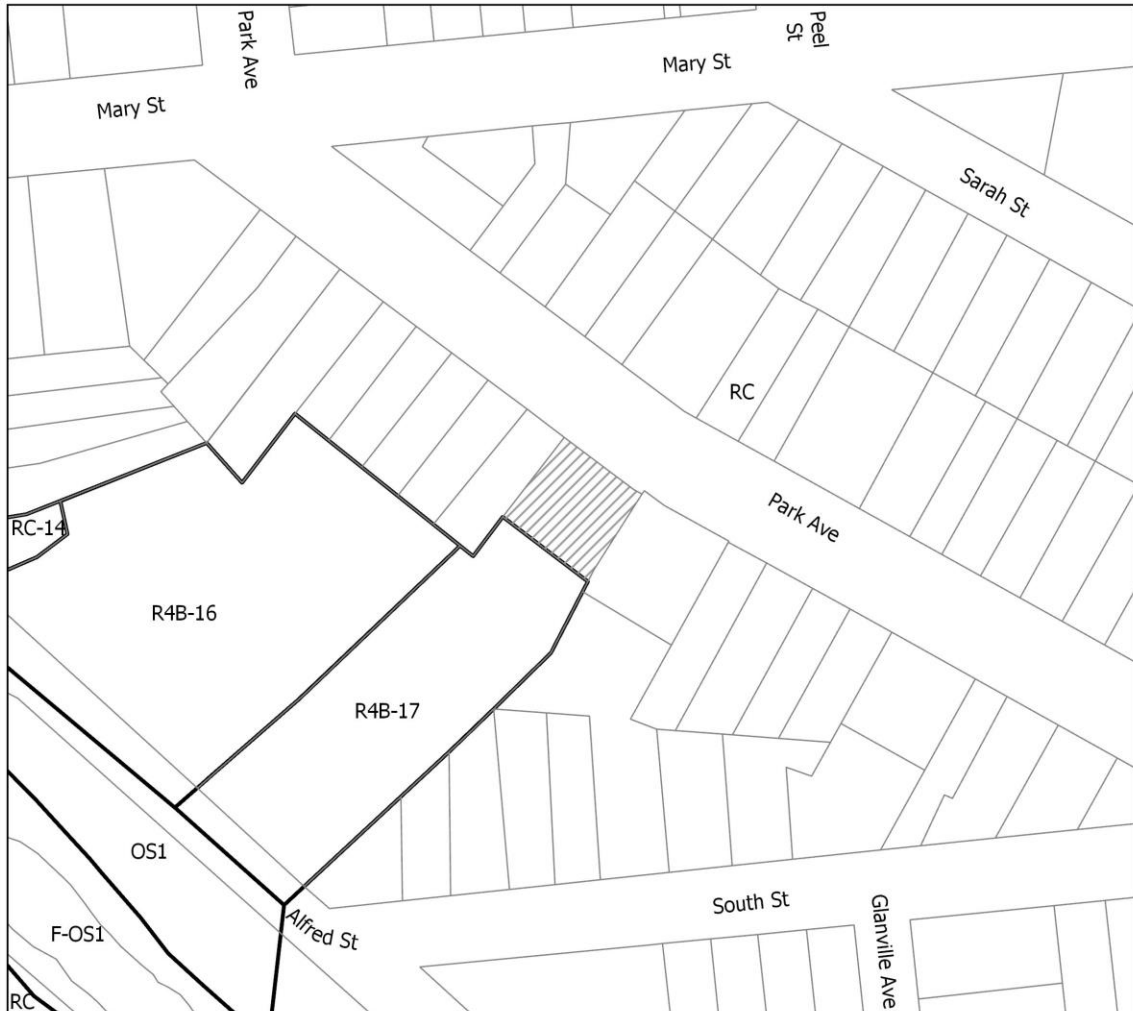 Park Ave
Peel
St
Mary St
Mary St
Sarah St
RC
Park Ave
RC-14
R4B-16
R4B-17
OS1
South St
Glanville Ave
Alfred St
F-OS1
RC